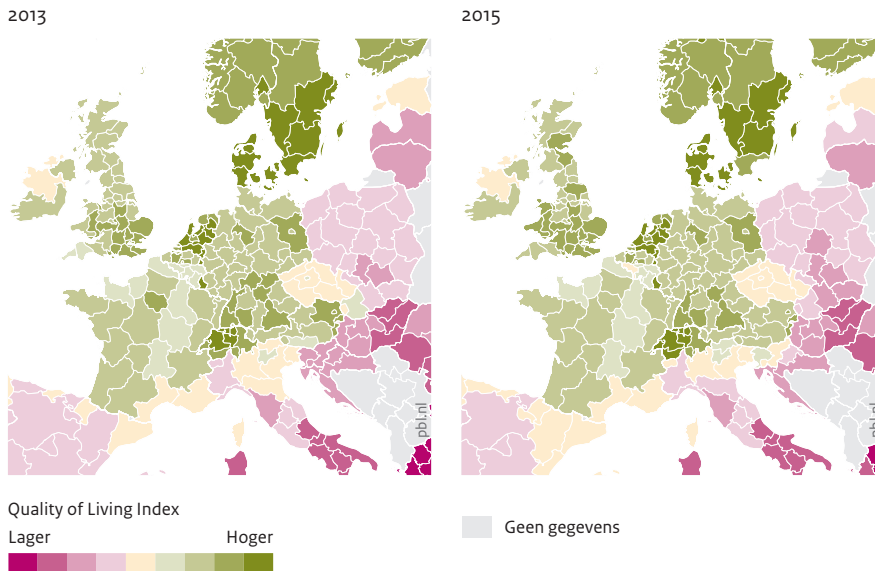 2013
2015
pbl.nl
pbl.nl
Quality of Living Index
Lager
Hoger
Geen gegevens